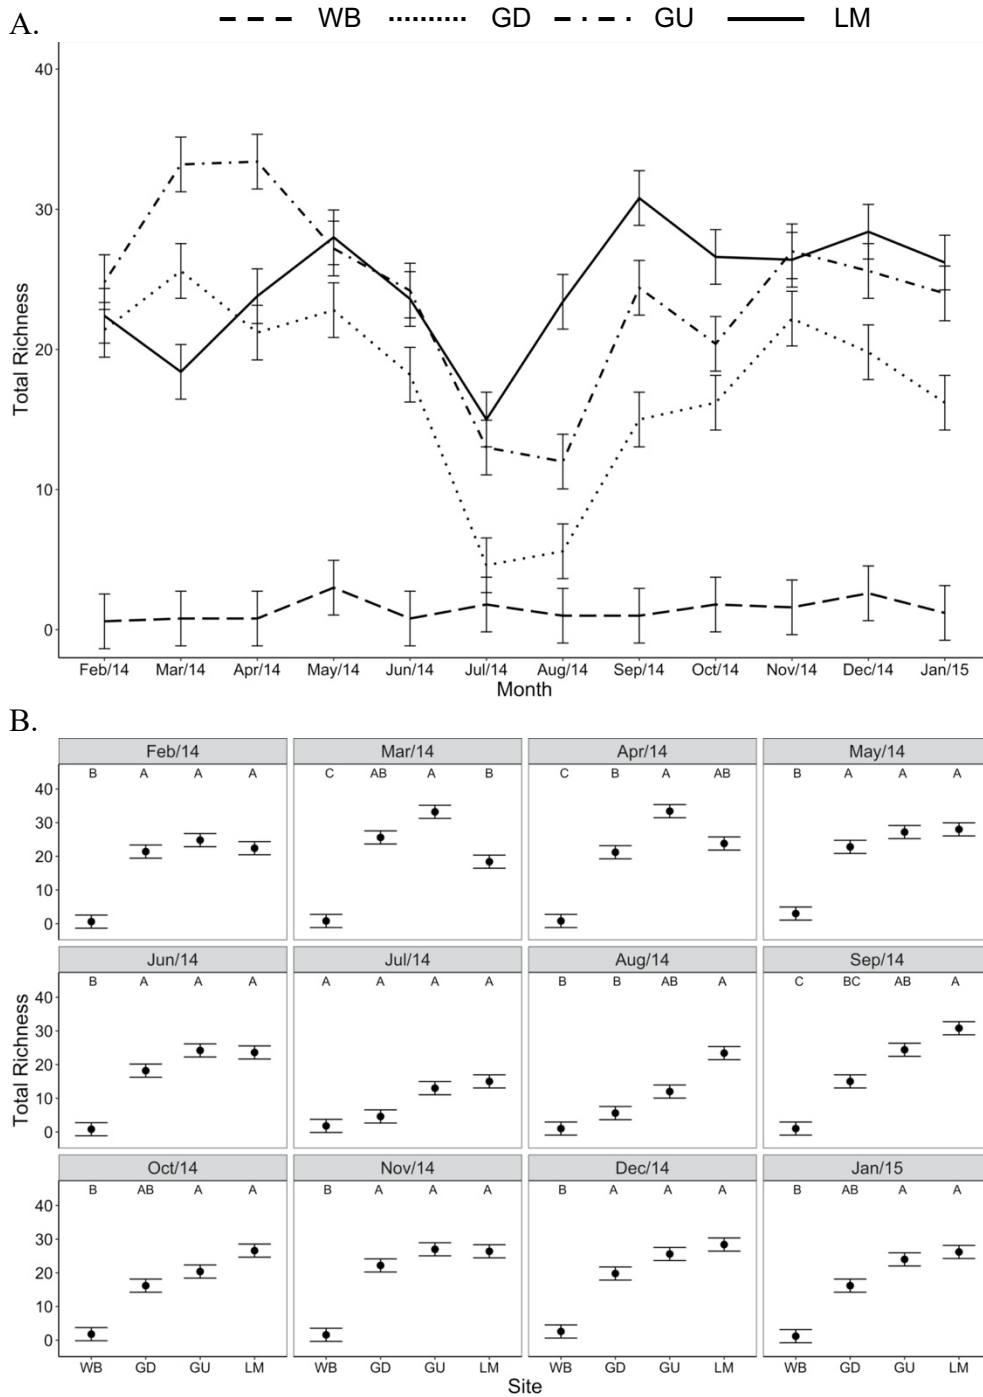 A.
WB GD GU LM
40
30
20
10
0
Total Richness
Feb/14 Mar/14 Apr/14 May/14 Jun/14 Jul/14 Aug/14 Sep/14 Oct/14 Nov/14 Dec/14 Jan/15
Month
B.
Feb/14 Mar/14 Apr/14 May/14
B A A A C AB A B C B A AB B A A A
40
30
20
10
0
Jun/14 Jul/14 Aug/14 Sep/14
B A A A A A A A B B AB A C BC AB A
40
30
20
10
0
Total Richness
Oct/14 Nov/14 Dec/14 Jan/15
B AB A A B A A A B A A A B AB A A
40
30
20
10
0
WB GD GU LM WB GD GU LM WB GD GU LM WB GD GU LM
Site